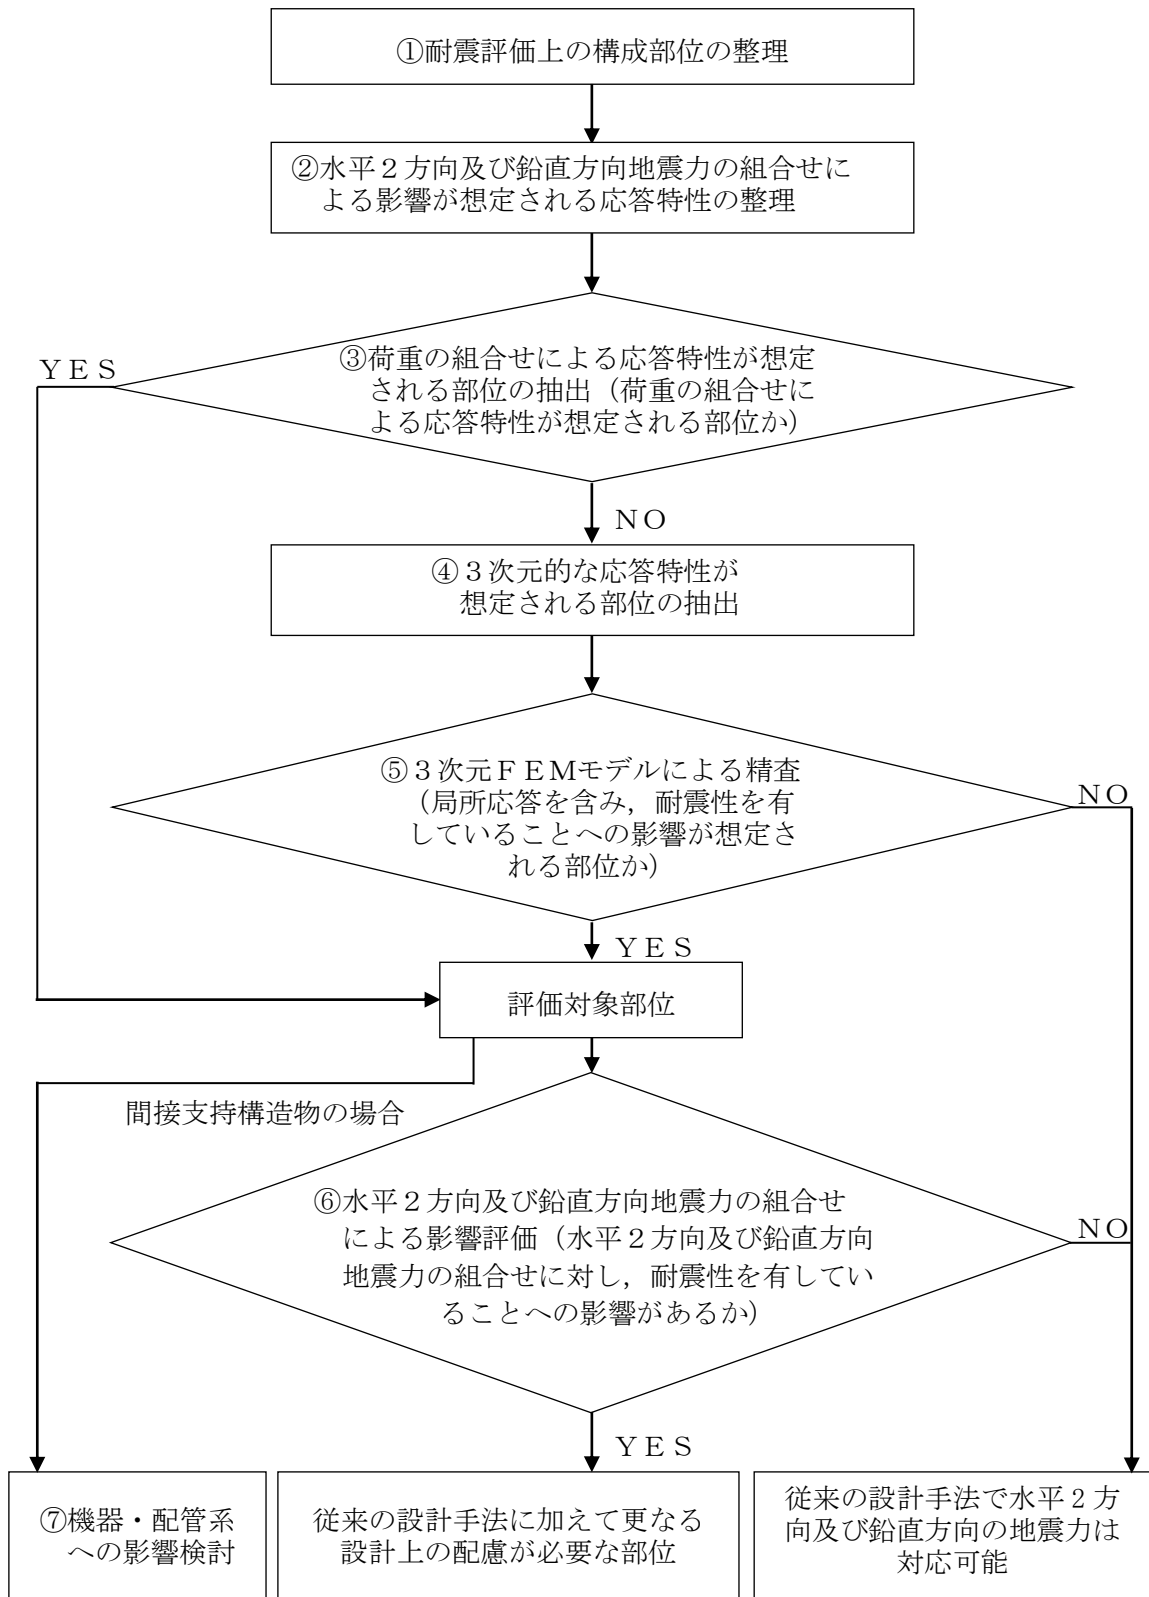 ①耐震評価上の構成部位の整理
②水平２方向及び鉛直方向地震力の組合せに
よる影響が想定される応答特性の整理
ＹＥＳ
③荷重の組合せによる応答特性が想定
される部位の抽出（荷重の組合せに
よる応答特性が想定される部位か）
ＮＯ
④３次元的な応答特性が
想定される部位の抽出
⑤３次元ＦＥＭモデルによる精査
（局所応答を含み，耐震性を有
していることへの影響が想定さ
れる部位か）
ＮＯ
ＹＥＳ
評価対象部位
間接支持構造物の場合
⑥水平２方向及び鉛直方向地震力の組合せ
による影響評価（水平２方向及び鉛直方向
地震力の組合せに対し，耐震性を有してい
ることへの影響があるか）
ＮＯ
ＹＥＳ
⑦機器・配管系
への影響検討
従来の設計手法に加えて更なる
設計上の配慮が必要な部位
従来の設計手法で水平２方
向及び鉛直方向の地震力は
対応可能